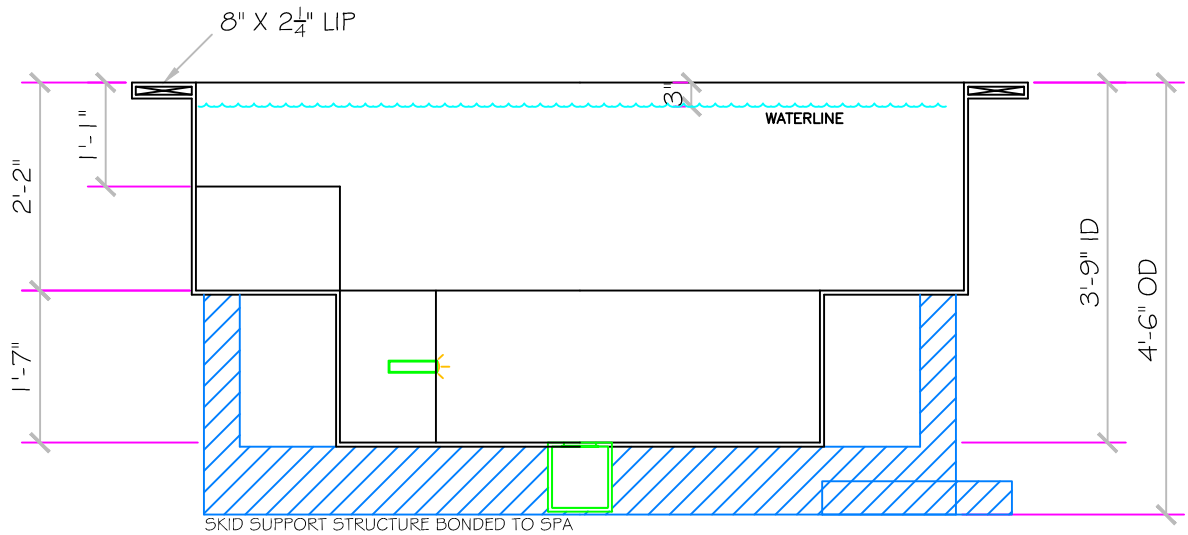 8" X 2¼" LIP
3"
WATERLINE
1'-1"
2'-2"
1'-7"
3'-9" ID
4'-6" OD
SKID SUPPORT STRUCTURE BONDED TO SPA